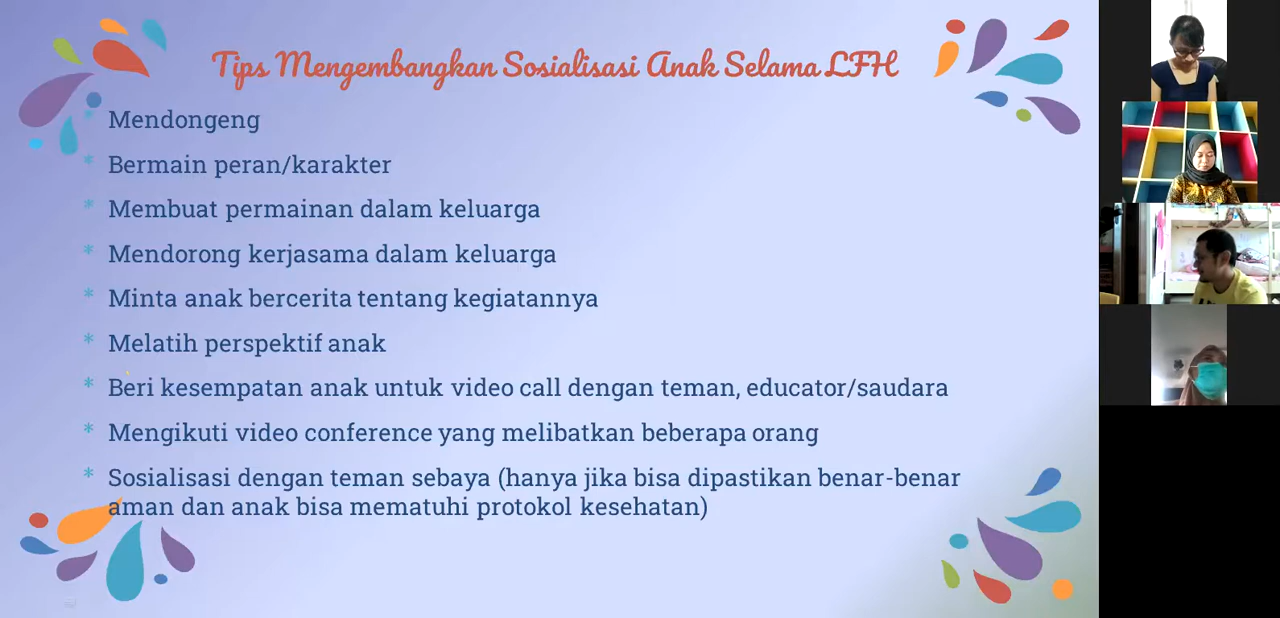 Tips Mengembangkan Sosialisasi Anak Selama LFH
* Mendongeng
* Bermain peran/karakter
* Membuat permainan dalam keluarga
* Mendorong kerjasama dalam keluarga
* Minta anak bercerita tentang kegiatannya
* Melatih perspektif anak
* Beri kesempatan anak untuk video call dengan teman, educator/saudara
* Mengikuti video conference yang melibatkan beberapa orang
* Sosialisasi dengan teman sebaya (hanya jika bisa dipastikan benar-benar
aman dan anak bisa mematuhi protokol kesehatan)